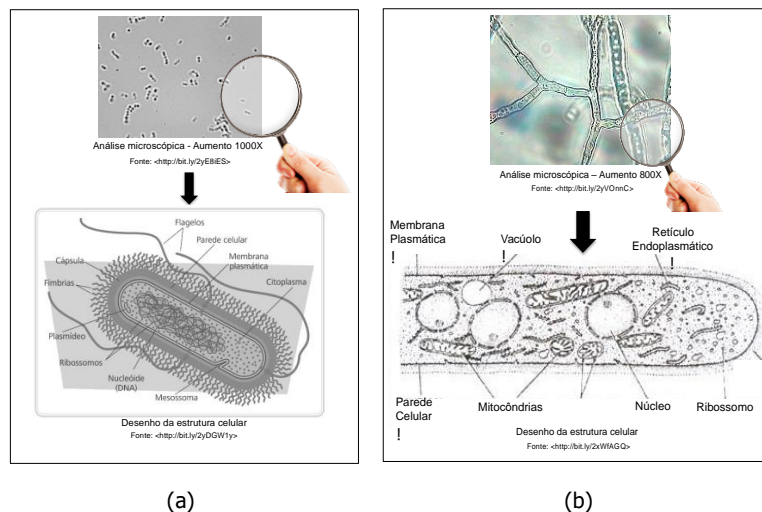 Análise microscópica - Aumento 1000X
Fonte: <http://bit.ly/2yE8iES>
Flagelos
Parede celular
Cápsula
Membrana
plasmática
Fímbrias
Citoplasma
Plasmídeo
Ribossomos
Nucleóide
(DNA)
Mesossoma
Desenho da estrutura celular
Fonte: <http://bit.ly/2yDGW1y>
(a)
Análise microscópica – Aumento 800X
Fonte: <http://bit.ly/2yVOnnC>
Membrana
Plasmática
!
Vacúolo
!
Retículo
Endoplasmático
!
Parede
Celular
!
Mitocôndrias
Núcleo
Ribossomo
Desenho da estrutura celular
Fonte: <http://bit.ly/2xWfAGQ>
(b)